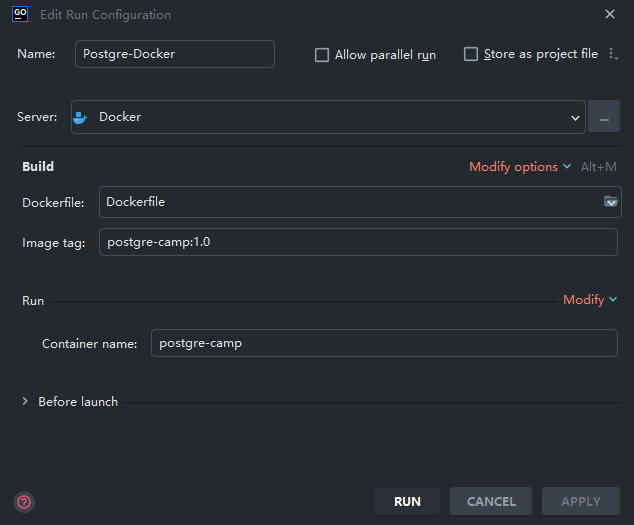 GO Edit Run Configuration
Name: Postgre-Docker Allow parallel run Store as project file
Server: Docker ...
Build Modify options Alt+M
Dockerfile: Dockerfile
Image tag: postgre-camp:1.0
Run Modify
Container name: postgre-camp
Before launch
? RUN CANCEL APPLY